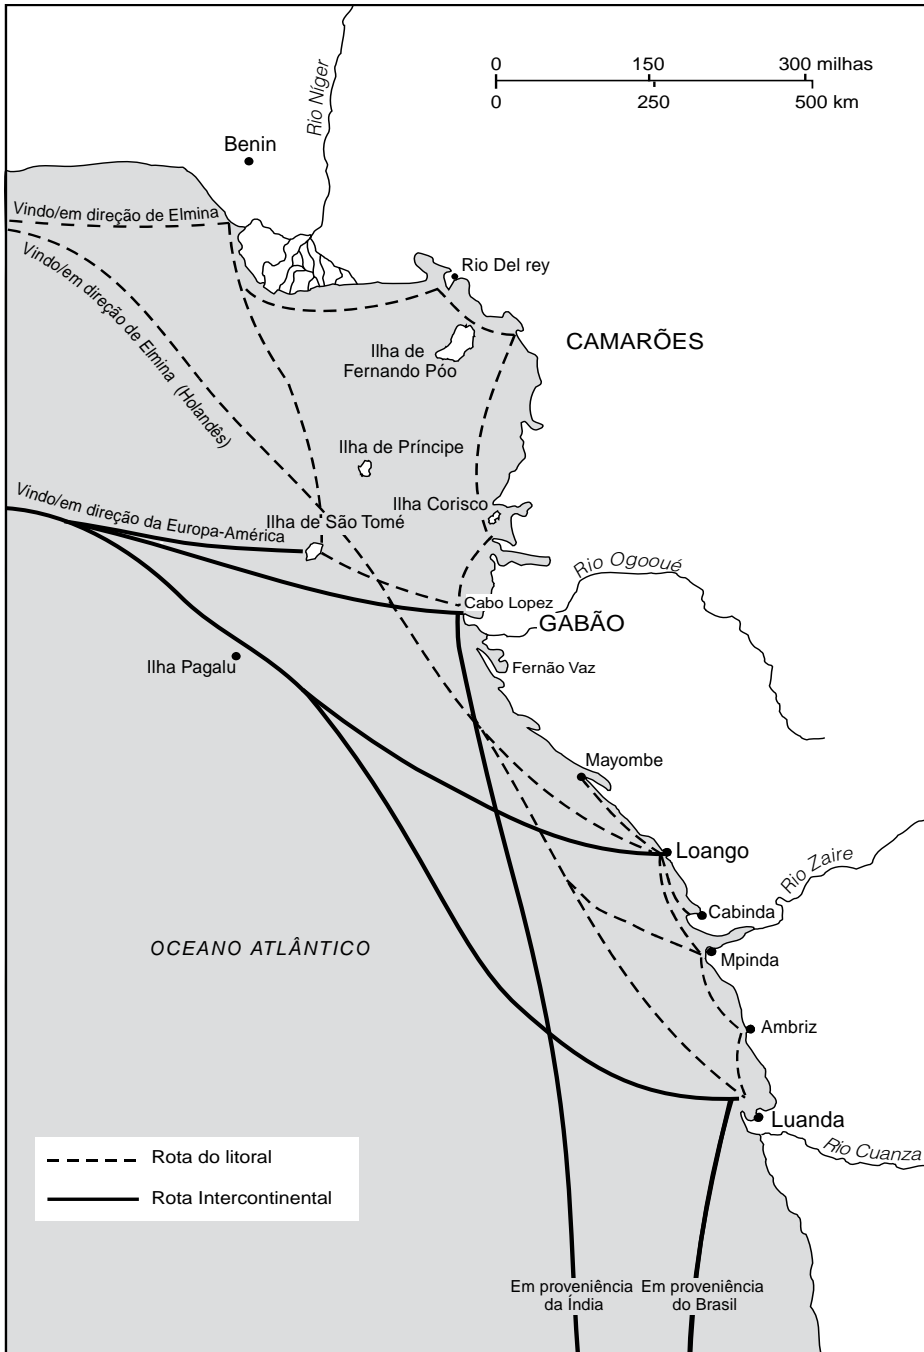 0 150 300 milhas
0 250 500 km
Rio Níger
Benin
Vindo/em direção de Elmina
Vindo/em direção de Elmina (Holandês)
Rio Del rey
CAMARÕES
Ilha de
Fernando Póo
Ilha de Príncipe
Ilha Corisco
Vindo/em direção da Europa-América
Ilha de São Tomé
Rio Ogooué
Cabo Lopez
GABÃO
Ilha Pagalu
Fernão Vaz
Mayombe
Loango
Rio Zaire
Cabinda
OCEANO ATLÂNTICO
Mpinda
Ambriz
Luanda
Rio Cuanza
Rota do litoral
Rota Intercontinental
Em proveniência
da Índia
Em proveniência
do Brasil